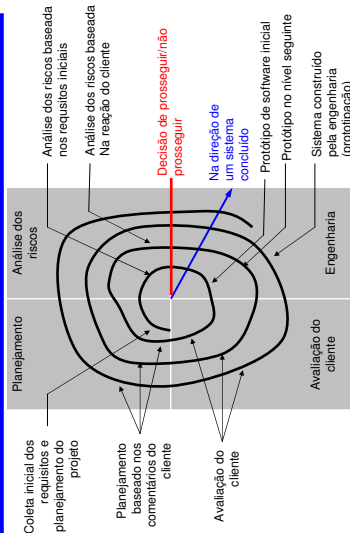 Coleta inicial dos
requisitos e
planejamento do
projeto
Planejamento
baseado nos
comentários do
cliente
Avaliação do
cliente
Planejamento
Análise dos
riscos
Avaliação do
cliente
Engenharia
Análise dos riscos baseada
nos requsitos iniciais
Análise dos riscos baseada
Na reação do cliente
Decisão de prosseguir/não
prosseguir
Na direção de
um sistema
concluído
Protótipo de software inicial
Protótipo no nível seguinte
Sistema construído
pela engenharia
(prototipação)